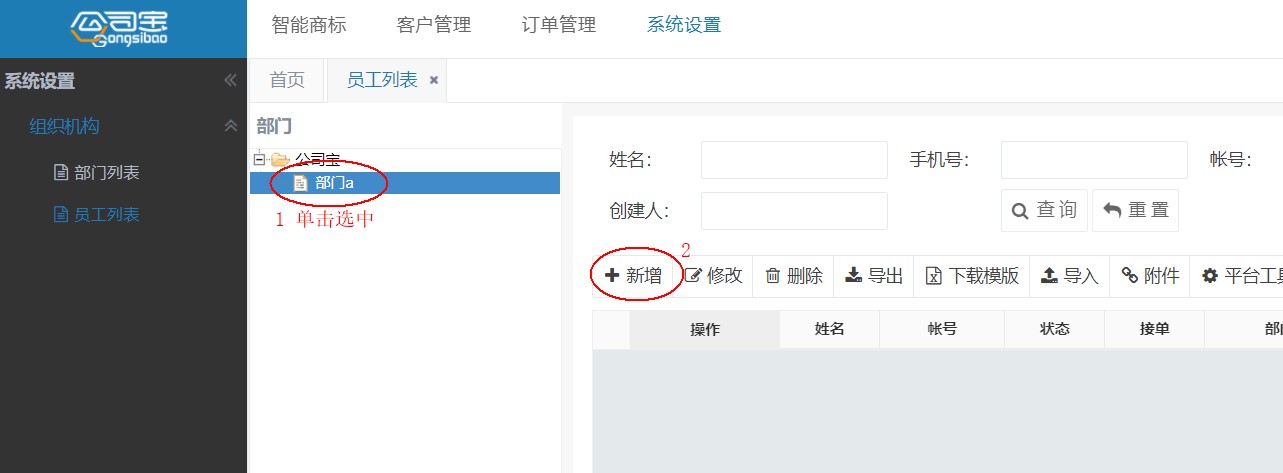 公司宝
Gongsibao
智能商标 客户管理 订单管理 系统设置
系统设置
首页 员工列表
组织机构
部门列表
员工列表
部门
公司宝
部门a
1 单击选中
姓名: 手机号: 帐号:
创建人: 查询 重置
2
新增 修改 删除 导出 下载模版 导入 附件 平台工具
操作 姓名 帐号 状态 接单 部